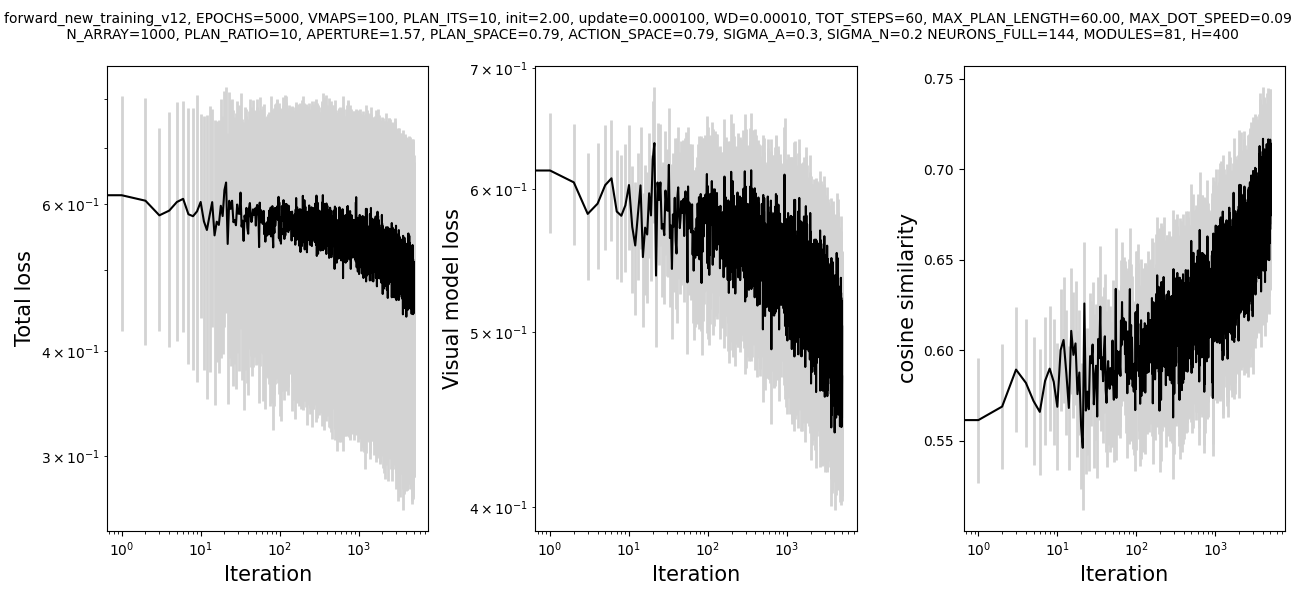 forward_new_training_v12, EPOCHS=5000, VMAPS=100, PLAN_ITS=10, init=2.00, update=0.000100, WD=0.00010, TOT_STEPS=60, MAX_PLAN_LENGTH=60.00, MAX_DOT_SPEED=0.09
N_ARRAY=1000, PLAN_RATIO=10, APERTURE=1.57, PLAN_SPACE=0.79, ACTION_SPACE=0.79, SIGMA_A=0.3, SIGMA_N=0.2 NEURONS_FULL=144, MODULES=81, H=400
Total loss
6 × 10⁻¹
4 × 10⁻¹
3 × 10⁻¹
10⁰ 10¹ 10² 10³
Iteration
Visual model loss
7 × 10⁻¹
6 × 10⁻¹
5 × 10⁻¹
4 × 10⁻¹
10⁰ 10¹ 10² 10³
Iteration
cosine similarity
0.75
0.70
0.65
0.60
0.55
10⁰ 10¹ 10² 10³
Iteration